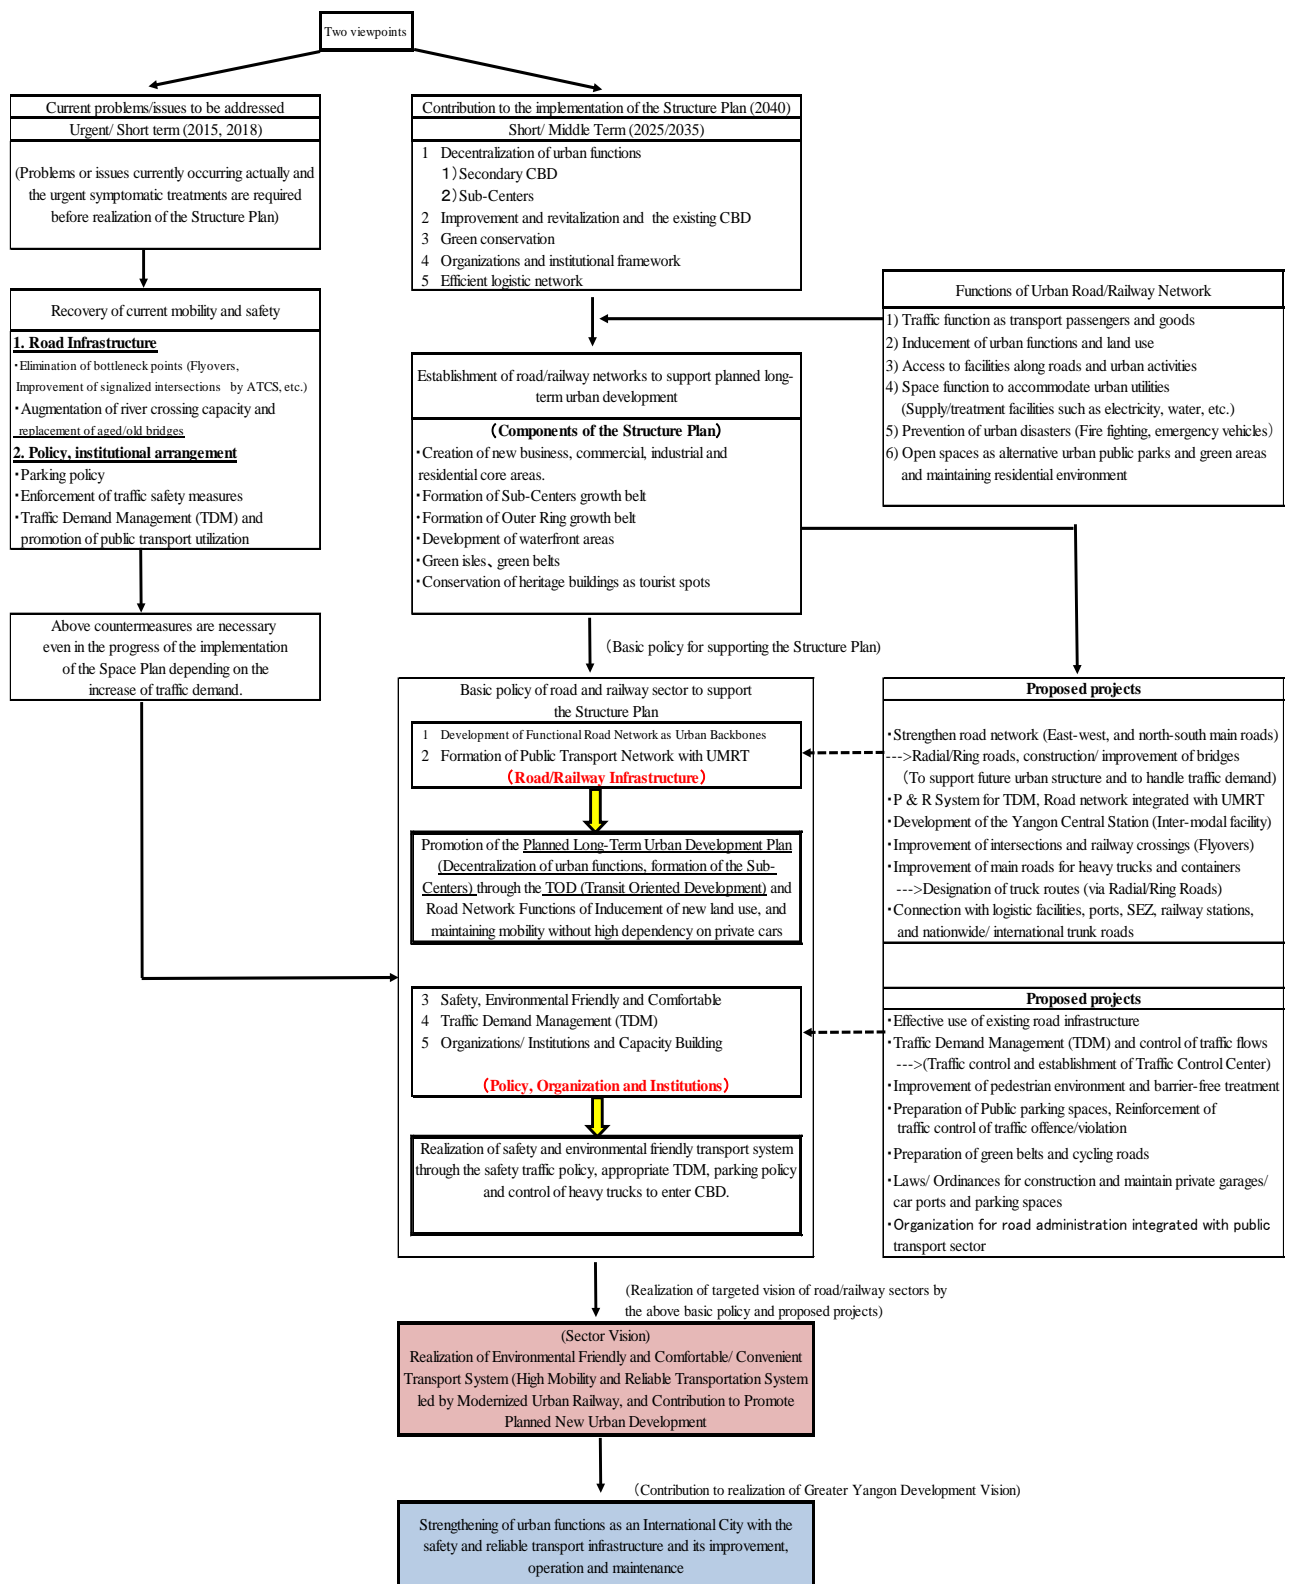 Two viewpoints
Current problems/issues to be addressed
Urgent/ Short term (2015, 2018)
(Problems or issues currently occurring actually and
the urgent symptomatic treatments are required
before realization of the Structure Plan)
Recovery of current mobility and safety
1. Road Infrastructure
・Elimination of bottleneck points (Flyovers,
Improvement of signalized intersections by ATCS, etc.)
・Augmentation of river crossing capacity and
replacement of aged/old bridges
2. Policy, institutional arrangement
・Parking policy
・Enforcement of traffic safety measures
・Traffic Demand Management (TDM) and
promotion of public transport utilization
Above countermeasures are necessary
even in the progress of the implementation
of the Space Plan depending on the
increase of traffic demand.
Contribution to the implementation of the Structure Plan (2040)
Short/ Middle Term (2025/2035)
1 Decentralization of urban functions
1)Secondary CBD
2)Sub-Centers
2 Improvement and revitalization and the existing CBD
3 Green conservation
4 Organizations and institutional framework
5 Efficient logistic network
Functions of Urban Road/Railway Network
1) Traffic function as transport passengers and goods
2) Inducement of urban functions and land use
3) Access to facilities along roads and urban activities
4) Space function to accommodate urban utilities
(Supply/treatment facilities such as electricity, water, etc.)
5) Prevention of urban disasters (Fire fighting, emergency vehicles)
6) Open spaces as alternative urban public parks and green areas
and maintaining residential environment
Establishment of road/railway networks to support planned long-
term urban development
(Components of the Structure Plan)
・Creation of new business, commercial, industrial and
residential core areas.
・Formation of Sub-Centers growth belt
・Formation of Outer Ring growth belt
・Development of waterfront areas
・Green isles、green belts
・Conservation of heritage buildings as tourist spots
(Basic policy for supporting the Structure Plan)
Basic policy of road and railway sector to support
the Structure Plan
1 Development of Functional Road Network as Urban Backbones
2 Formation of Public Transport Network with UMRT
(Road/Railway Infrastructure)
Promotion of the Planned Long-Term Urban Development Plan
(Decentralization of urban functions, formation of the Sub-
Centers) through the TOD (Transit Oriented Development) and
Road Network Functions of Inducement of new land use, and
maintaining mobility without high dependency on private cars
3 Safety, Environmental Friendly and Comfortable
4 Traffic Demand Management (TDM)
5 Organizations/ Institutions and Capacity Building
(Policy, Organization and Institutions)
Realization of safety and environmental friendly transport system
through the safety traffic policy, appropriate TDM, parking policy
and control of heavy trucks to enter CBD.
Proposed projects
・Strengthen road network (East-west, and north-south main roads)
--->Radial/Ring roads, construction/ improvement of bridges
(To support future urban structure and to handle traffic demand)
・P & R System for TDM, Road network integrated with UMRT
・Development of the Yangon Central Station (Inter-modal facility)
・Improvement of intersections and railway crossings (Flyovers)
・Improvement of main roads for heavy trucks and containers
--->Designation of truck routes (via Radial/Ring Roads)
・Connection with logistic facilities, ports, SEZ, railway stations,
and nationwide/ international trunk roads
Proposed projects
・Effective use of existing road infrastructure
・Traffic Demand Management (TDM) and control of traffic flows
--->(Traffic control and establishment of Traffic Control Center)
・Improvement of pedestrian environment and barrier-free treatment
・Preparation of Public parking spaces, Reinforcement of
traffic control of traffic offence/violation
・Preparation of green belts and cycling roads
・Laws/ Ordinances for construction and maintain private garages/
car ports and parking spaces
・Organization for road administration integrated with public
transport sector
(Realization of targeted vision of road/railway sectors by
the above basic policy and proposed projects)
(Sector Vision)
Realization of Environmental Friendly and Comfortable/ Convenient
Transport System (High Mobility and Reliable Transportation System
led by Modernized Urban Railway, and Contribution to Promote
Planned New Urban Development
(Contribution to realization of Greater Yangon Development Vision)
Strengthening of urban functions as an International City with the
safety and reliable transport infrastructure and its improvement,
operation and maintenance